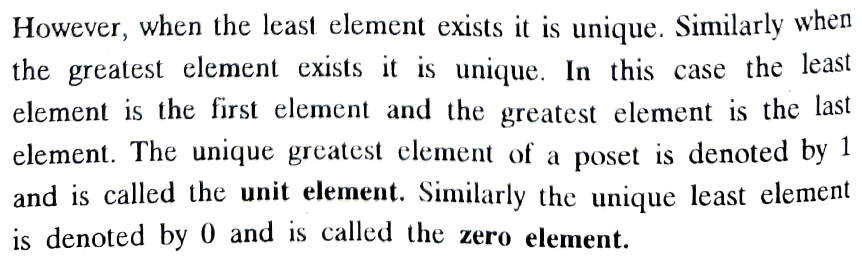 However, when the least element exists it is unique. Similarly when
the greatest element exists it is unique. In this case the least
element is the first element and the greatest element is the last
element. The unique greatest element of a poset is denoted by 1
and is called the unit element. Similarly the unique least element
is denoted by 0 and is called the zero element.